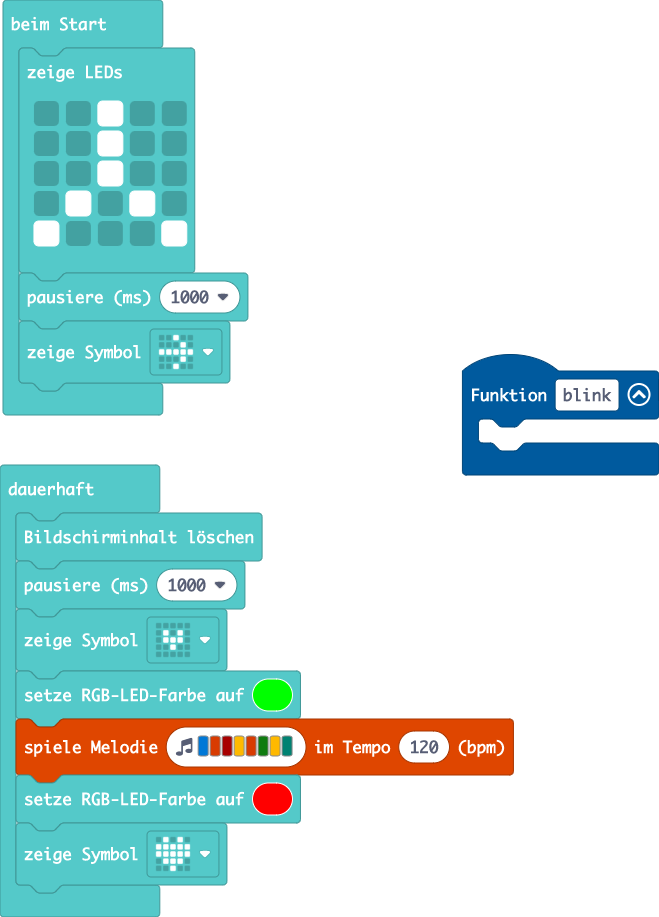 beim Start
zeige LEDs
pausiere (ms) 1000
zeige Symbol
Funktion blink
dauerhaft
Bildschirminhalt löschen
pausiere (ms) 1000
zeige Symbol
setze RGB-LED-Farbe auf
spiele Melodie im Tempo 120 (bpm)
setze RGB-LED-Farbe auf
zeige Symbol